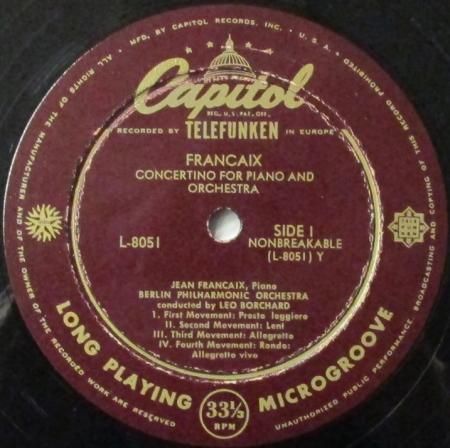 MFD. BY CAPITOL RECORDS, INC. • U.S.A.
ALL RIGHTS OF THE MANUFACTURER AND OF THE OWNER OF THE RECORDED WORK ARE RESERVED
UNAUTHORIZED PUBLIC PERFORMANCE BROADCASTING AND COPYING OF THIS RECORD PROHIBITED
Capitol
REG. U.S. PAT. OFF.
RECORDED BY TELEFUNKEN IN EUROPE
FRANCAIX
CONCERTINO FOR PIANO AND
ORCHESTRA
L-8051
SIDE 1
NONBREAKABLE
(L-8051) Y
JEAN FRANCAIX, Piano
BERLIN PHILHARMONIC ORCHESTRA
conducted by LEO BORCHARD
I. First Movement: Presto leggiero
II. Second Movement: Lent
III. Third Movement: Allegretto
IV. Fourth Movement: Rondo:
Allegretto vivo
LONG PLAYING MICROGROOVE
33⅓
RPM